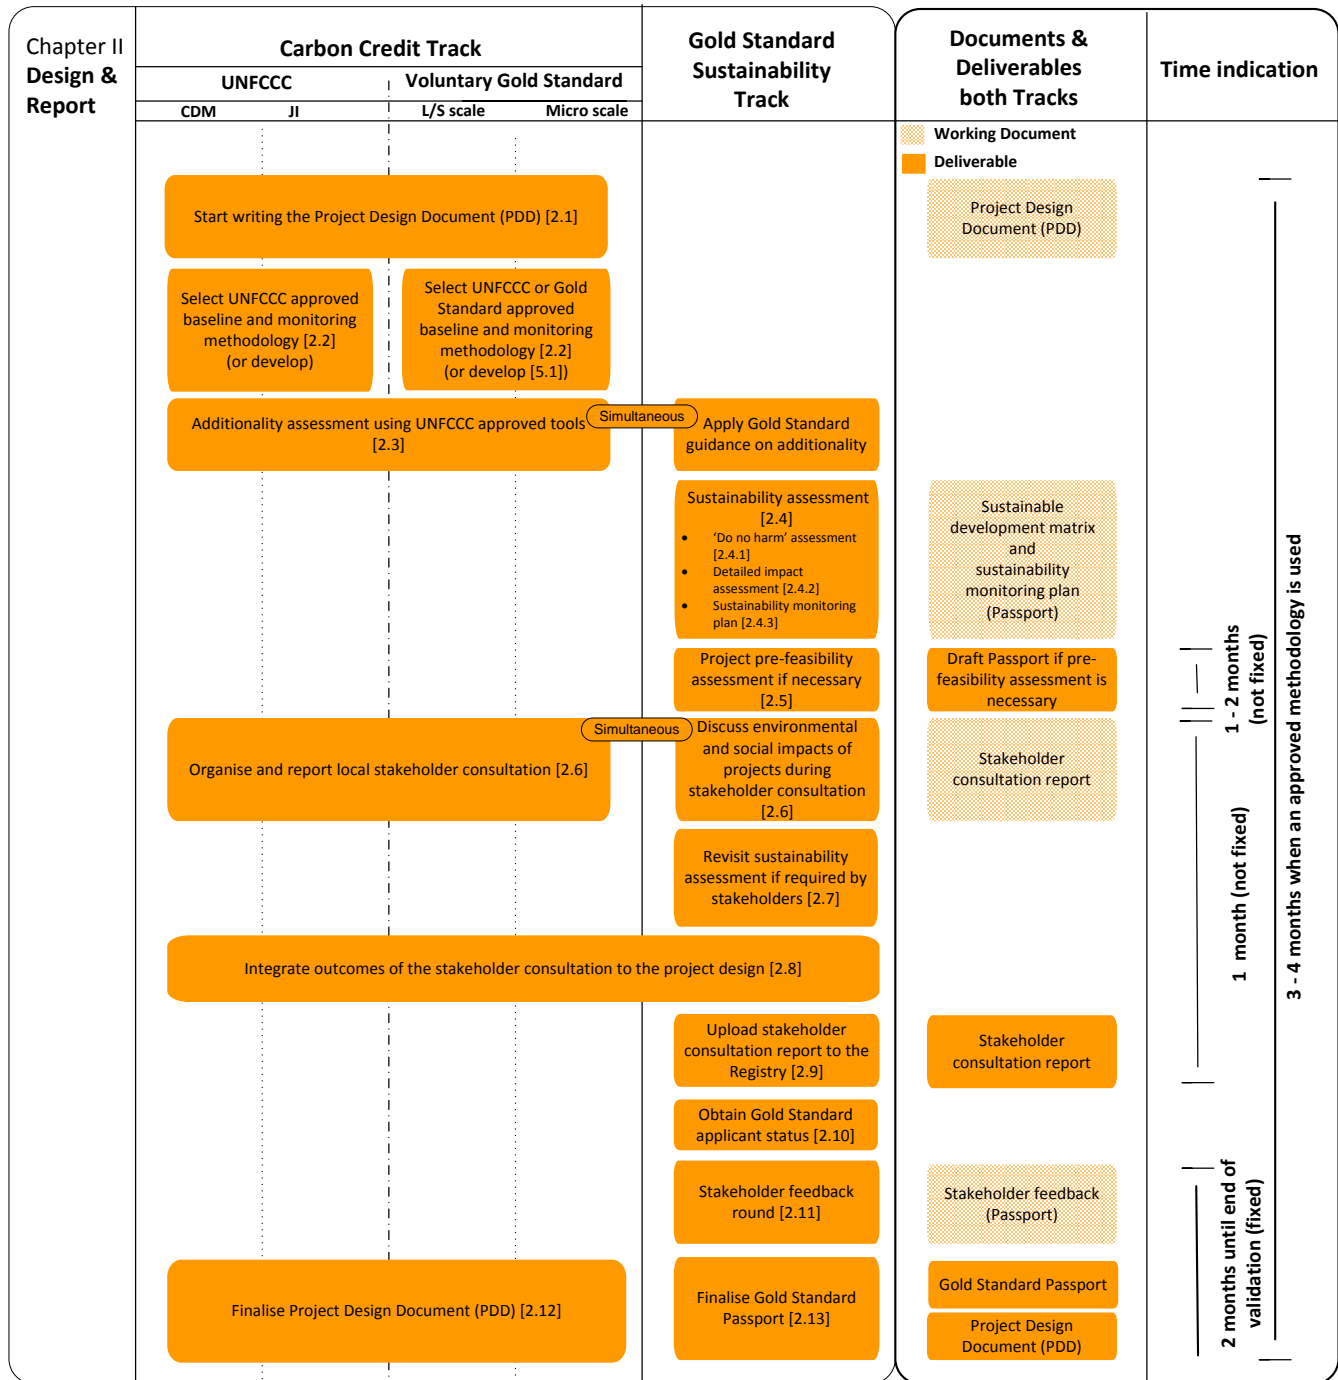 Chapter II
Design &
Report
Carbon Credit Track
UNFCCC
Voluntary Gold Standard
CDM
JI
L/S scale
Micro scale
Gold Standard
Sustainability
Track
Documents &
Deliverables
both Tracks
Time indication
Working Document
Deliverable
Start writing the Project Design Document (PDD) [2.1]
Project Design
Document (PDD)
Select UNFCCC approved
baseline and monitoring
methodology [2.2]
(or develop)
Select UNFCCC or Gold
Standard approved
baseline and monitoring
methodology [2.2]
(or develop [5.1])
Additionality assessment using UNFCCC approved tools
[2.3]
Simultaneous
Apply Gold Standard
guidance on additionality
Sustainability assessment
[2.4]
• 'Do no harm' assessment
[2.4.1]
• Detailed impact
assessment [2.4.2]
• Sustainability monitoring
plan [2.4.3]
Sustainable
development matrix
and
sustainability
monitoring plan
(Passport)
Project pre-feasibility
assessment if necessary
[2.5]
Draft Passport if pre-
feasibility assessment is
necessary
1 - 2 months
(not fixed)
Organise and report local stakeholder consultation [2.6]
Simultaneous
Discuss environmental
and social impacts of
projects during
stakeholder consultation
[2.6]
Stakeholder
consultation report
Revisit sustainability
assessment if required by
stakeholders [2.7]
1 month (not fixed)
3 - 4 months when an approved methodology is used
Integrate outcomes of the stakeholder consultation to the project design [2.8]
Upload stakeholder
consultation report to the
Registry [2.9]
Stakeholder
consultation report
Obtain Gold Standard
applicant status [2.10]
Stakeholder feedback
round [2.11]
Stakeholder feedback
(Passport)
2 months until end of
validation (fixed)
Finalise Project Design Document (PDD) [2.12]
Finalise Gold Standard
Passport [2.13]
Gold Standard Passport
Project Design
Document (PDD)